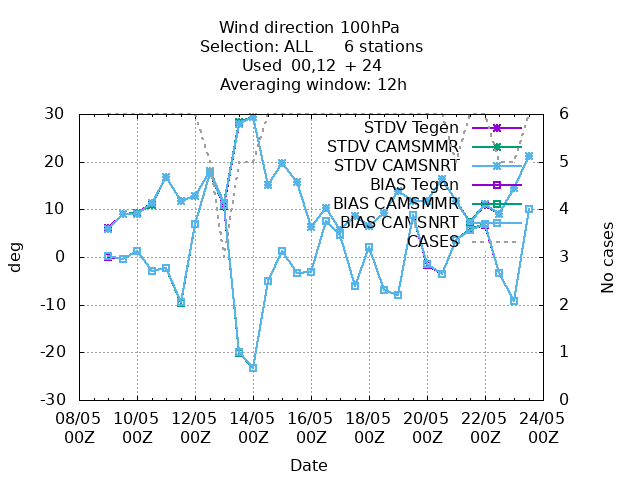 Wind direction 100hPa
Selection: ALL 6 stations
Used 00,12 + 24
Averaging window: 12h
30
20
10
0
-10
-20
-30
deg
6
5
4
3
2
1
0
No cases
STDV Tegen
STDV CAMSMMR
STDV CAMSNRT
BIAS Tegen
BIAS CAMSMMR
BIAS CAMSNRT
CASES
08/05 10/05 12/05 14/05 16/05 18/05 20/05 22/05 24/05
00Z 00Z 00Z 00Z 00Z 00Z 00Z 00Z 00Z
Date